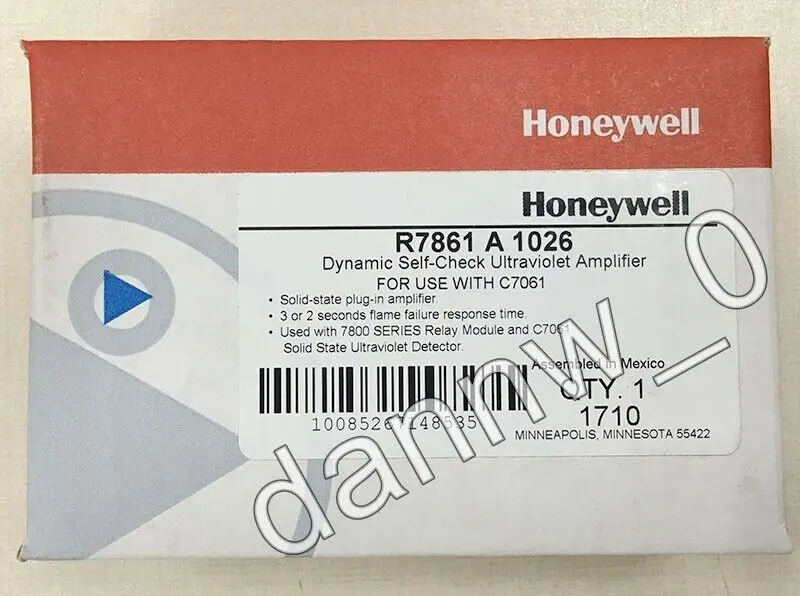 Honeywell
Honeywell
R7861 A 1026
Dynamic Self-Check Ultraviolet Amplifier
FOR USE WITH C7061
• Solid-state plug-in amplifier.
• 3 or 2 seconds flame failure response time.
• Used with 7800 SERIES Relay Module and C7061
Solid State Ultraviolet Detector.
Assembled in Mexico
QTY. 1
10085267148535
1710
MINNEAPOLIS, MINNESOTA 55422
dannw_0